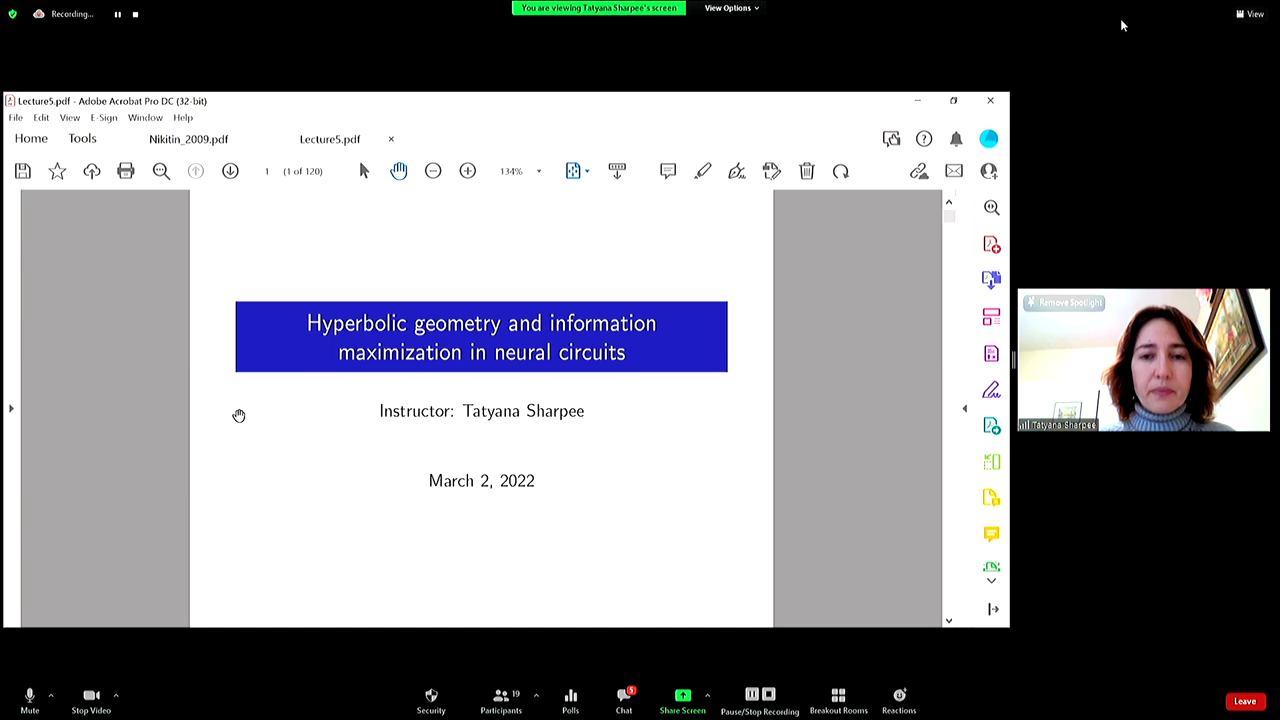 Recording...
You are viewing Tatyana Sharpee's screen
View Options
View
Lecture5.pdf - Adobe Acrobat Pro DC (32-bit)
File Edit View E-Sign Window Help
Home Tools Nikitin_2009.pdf Lecture5.pdf
1 (1 of 120) 134%
Hyperbolic geometry and information
maximization in neural circuits
Instructor: Tatyana Sharpee
March 2, 2022
Remove Spotlight
Tatyana Sharpee
19
5
Mute Stop Video Security Participants Polls Chat Share Screen Pause/Stop Recording Breakout Rooms Reactions Leave